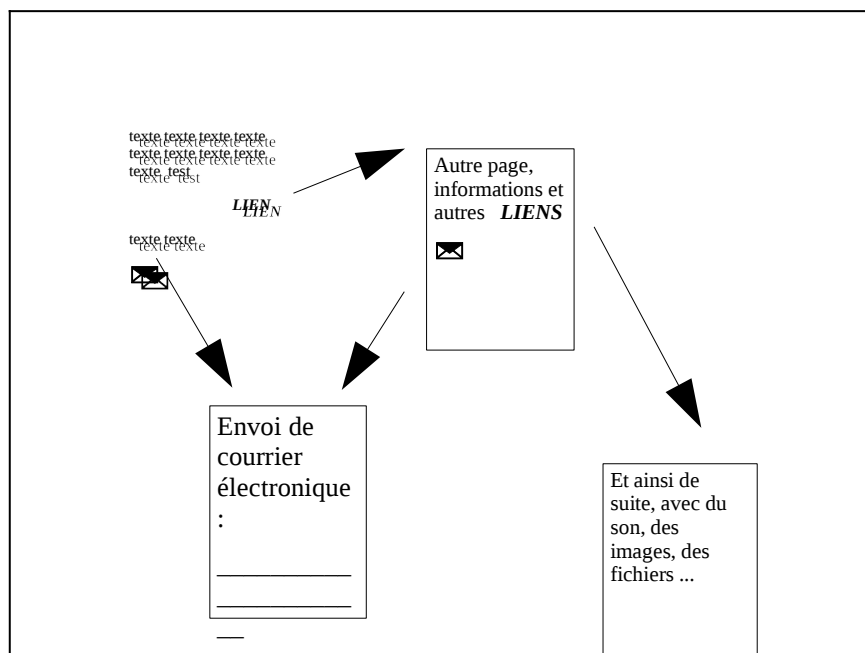 texte texte texte texte
texte texte texte texte
texte test
LIEN
texte texte
Autre page,
informations et
autres LIENS
Envoi de
courrier
électronique
:
Et ainsi de
suite, avec du
son, des
images, des
fichiers ...